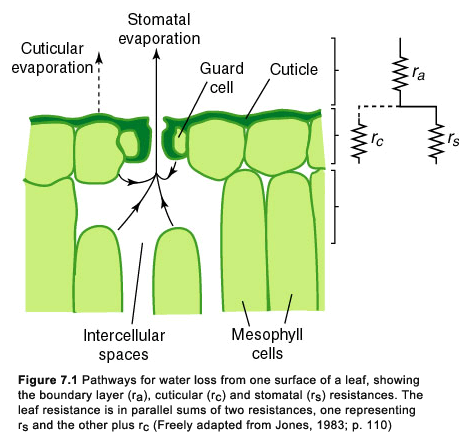 Stomatal
evaporation
Cuticular
evaporation
Guard
cell
Cuticle
ra
rc
rs
Intercellular
spaces
Mesophyll
cells
Figure 7.1 Pathways for water loss from one surface of a leaf, showing
the boundary layer (ra), cuticular (rc) and stomatal (rs) resistances. The
leaf resistance is in parallel sums of two resistances, one representing
rs and the other plus rc (Freely adapted from Jones, 1983; p. 110)